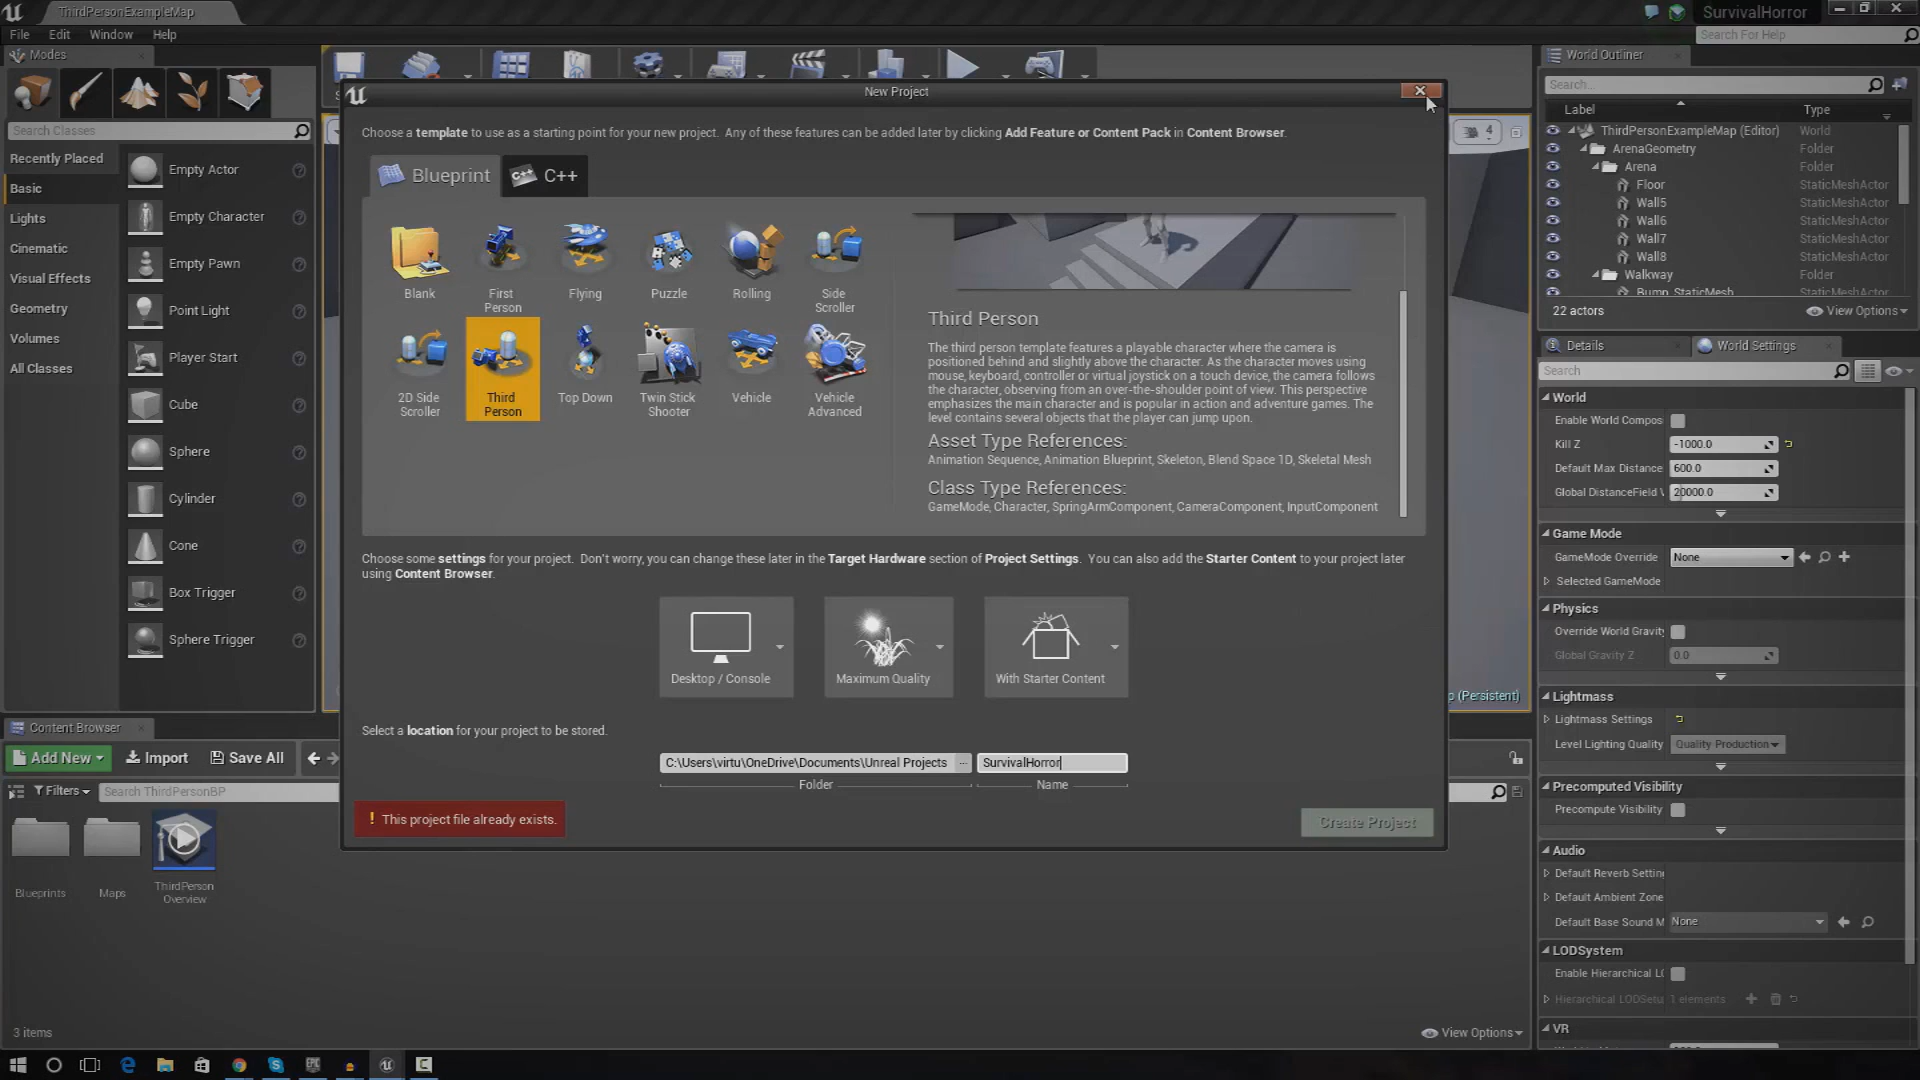 ThirdPersonExampleMap
SurvivalHorror
File Edit Window Help
Search For Help
Modes
World Outliner
New Project
Search...
Search Classes
Label Type
Choose a template to use as a starting point for your new project. Any of these features can be added later by clicking Add Feature or Content Pack in Content Browser.
4
Recently Placed
Basic
Lights
Cinematic
Visual Effects
Geometry
Volumes
All Classes
Empty Actor
Empty Character
Empty Pawn
Point Light
Player Start
Cube
Sphere
Cylinder
Cone
Box Trigger
Sphere Trigger
Blueprint
C++ C++
Blank
First Person
Flying
Puzzle
Rolling
Side Scroller
2D Side Scroller
Third Person
Top Down
Twin Stick Shooter
Vehicle
Vehicle Advanced
Third Person
The third person template features a playable character where the camera is
positioned behind and slightly above the character. As the character moves using
mouse, keyboard, controller or virtual joystick on a touch device, the camera follows
the character, observing from an over-the-shoulder point of view. This perspective
emphasizes the main character and is popular in action and adventure games. The
level contains several objects that the player can jump upon.
Asset Type References:
Animation Sequence, Animation Blueprint, Skeleton, Blend Space 1D, Skeletal Mesh
Class Type References:
GameMode, Character, SpringArmComponent, CameraComponent, InputComponent
Choose some settings for your project. Don't worry, you can change these later in the Target Hardware section of Project Settings. You can also add the Starter Content to your project later
using Content Browser.
Desktop / Console
Maximum Quality
With Starter Content
Select a location for your project to be stored.
C:\Users\virtu\OneDrive\Documents\Unreal Projects ...
SurvivalHorror
Folder
Name
This project file already exists.
Create Project
ThirdPersonExampleMap (Editor) World
ArenaGeometry Folder
Arena Folder
Floor StaticMeshActor
Wall5 StaticMeshActor
Wall6 StaticMeshActor
Wall7 StaticMeshActor
Wall8 StaticMeshActor
Walkway Folder
Bump_StaticMesh StaticMeshActor
22 actors View Options
Details World Settings
Search
World
Enable World Compos
Kill Z -1000.0
Default Max Distance 600.0
Global DistanceField V 20000.0
Game Mode
GameMode Override None
Selected GameMode
Physics
Override World Gravity
Global Gravity Z 0.0
p (Persistent)
Lightmass
Lightmass Settings
Level Lighting Quality Quality Production
Precomputed Visibility
Precompute Visibility
Audio
Default Reverb Settin
Default Ambient Zone
Default Base Sound M None
LODSystem
Enable Hierarchical LO
Hierarchical LODSetu 1 elements
VR
Content Browser
Add New Import Save All
Filters Search ThirdPersonBP
Blueprints
Maps
ThirdPerson Overview
3 items
View Options
EPIC